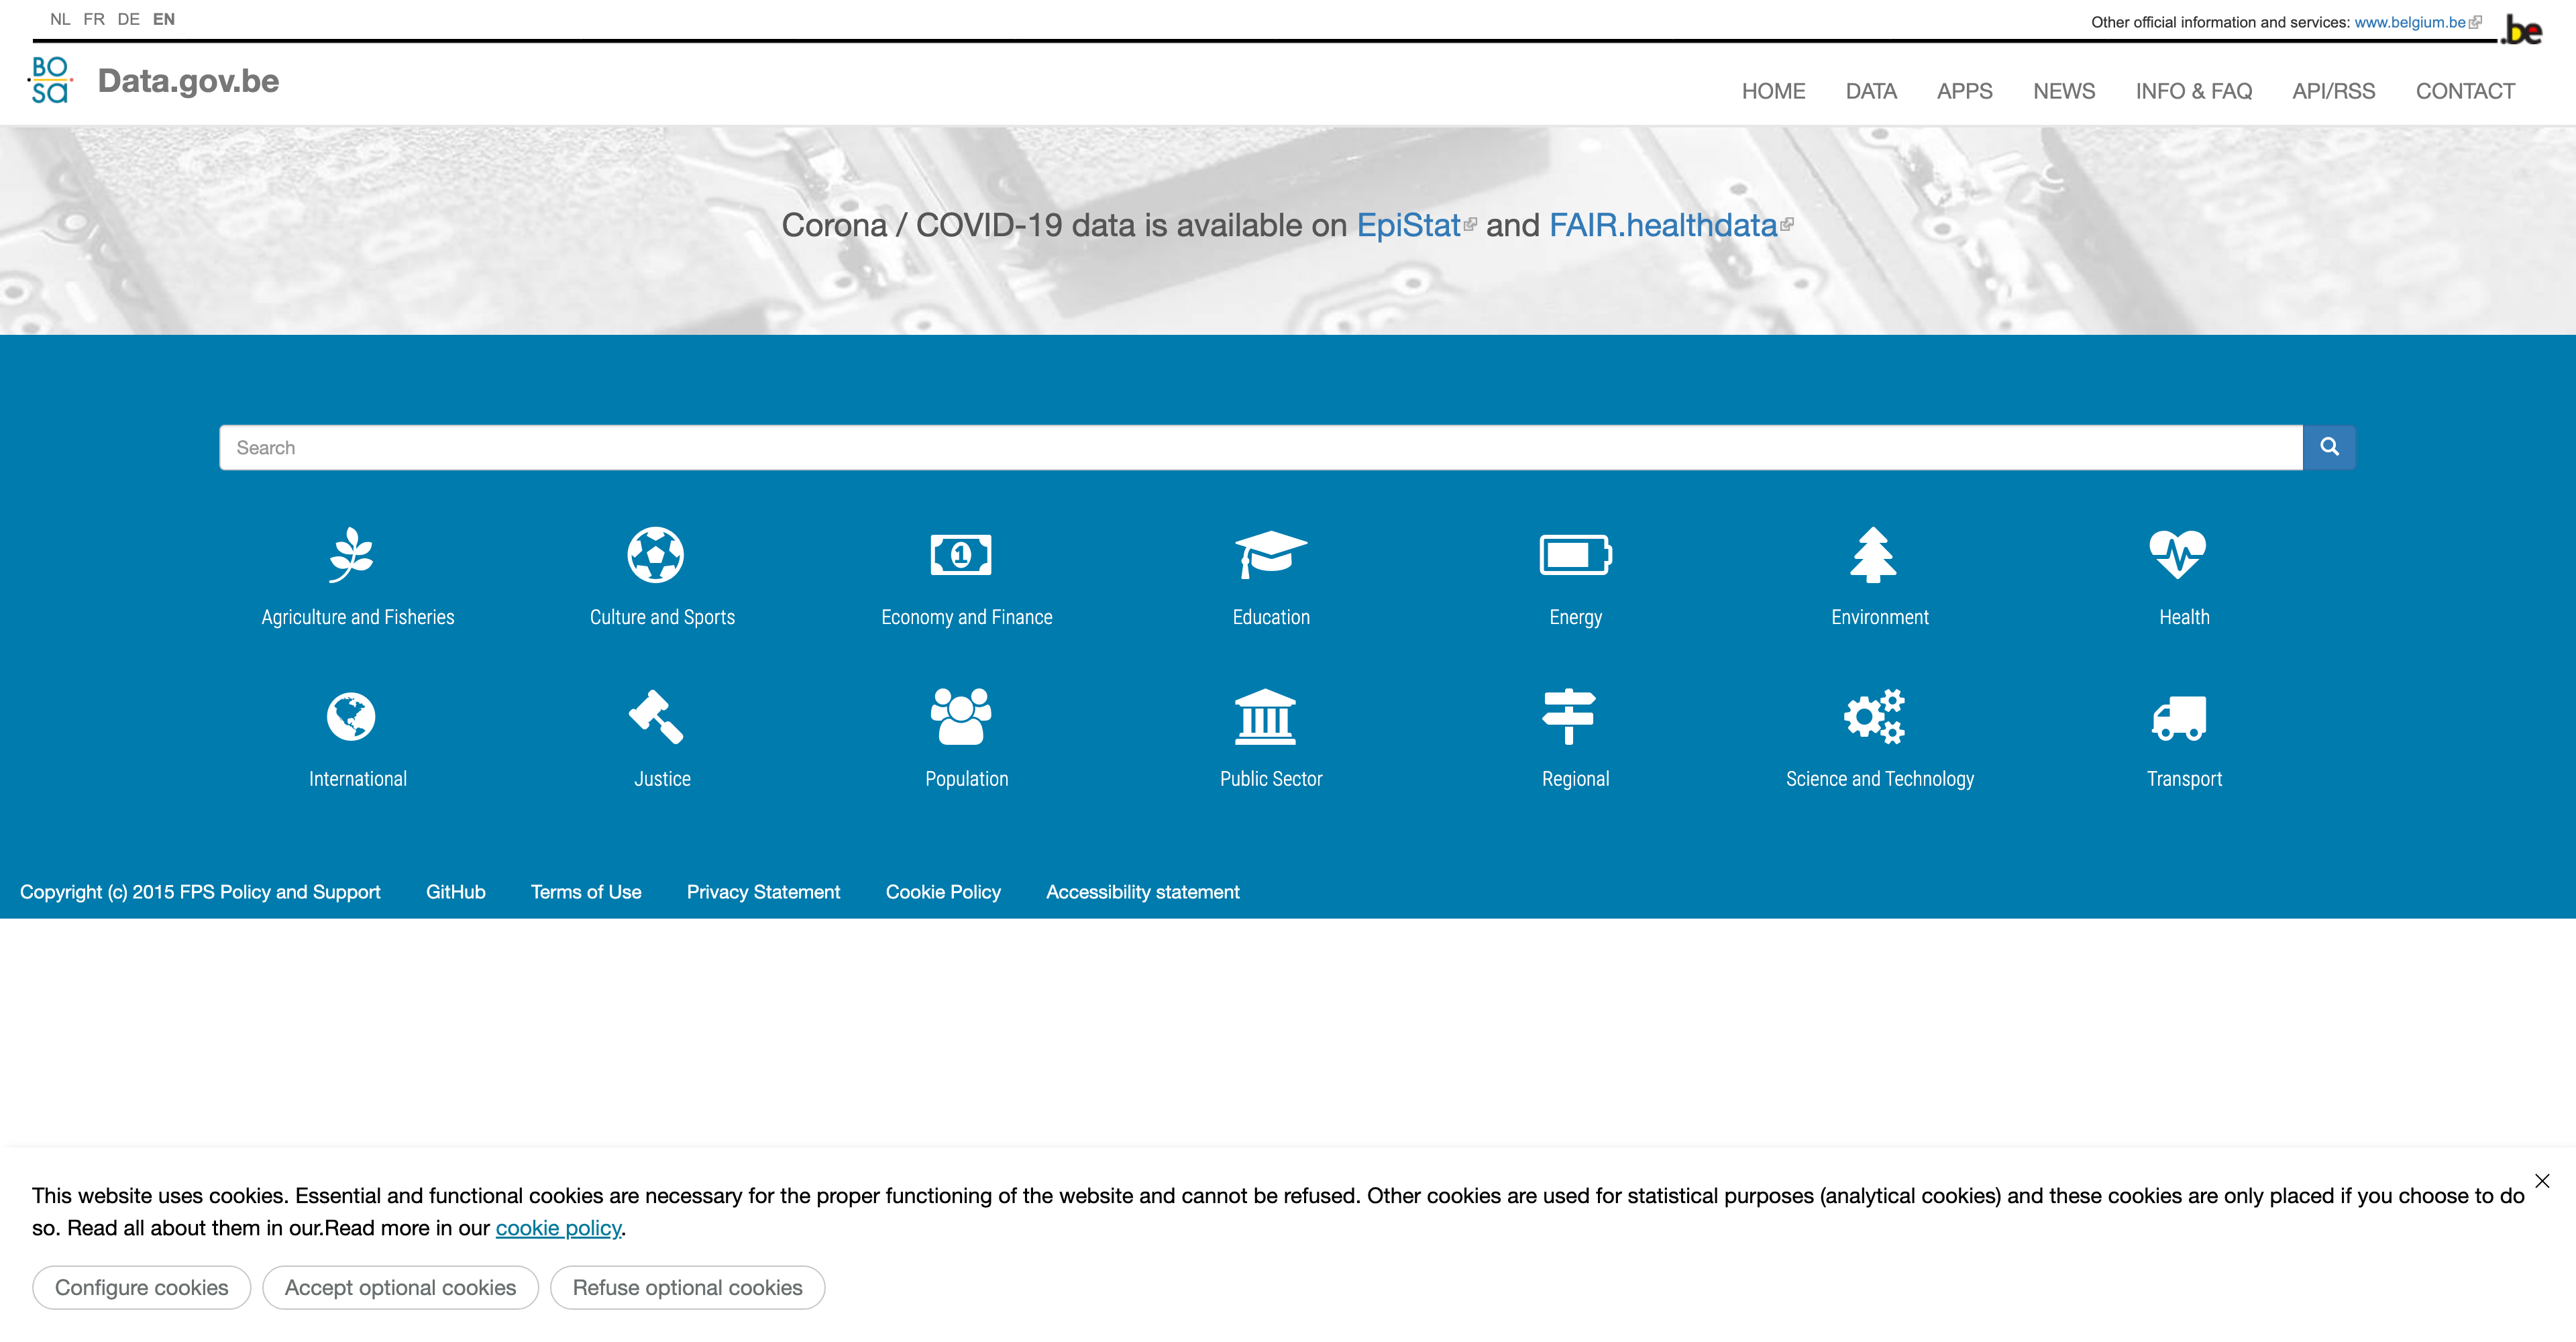 NL FR DE EN
Other official information and services: www.belgium.be
.be
BO
sa
Data.gov.be
HOME DATA APPS NEWS INFO & FAQ API/RSS CONTACT
Corona / COVID-19 data is available on EpiStat and FAIR.healthdata
Search
1
Agriculture and Fisheries Culture and Sports Economy and Finance Education Energy Environment Health
International Justice Population Public Sector Regional Science and Technology Transport
Copyright (c) 2015 FPS Policy and Support GitHub Terms of Use Privacy Statement Cookie Policy Accessibility statement
This website uses cookies. Essential and functional cookies are necessary for the proper functioning of the website and cannot be refused. Other cookies are used for statistical purposes (analytical cookies) and these cookies are only placed if you choose to do
so. Read all about them in our.Read more in our cookie policy.
Configure cookies Accept optional cookies Refuse optional cookies